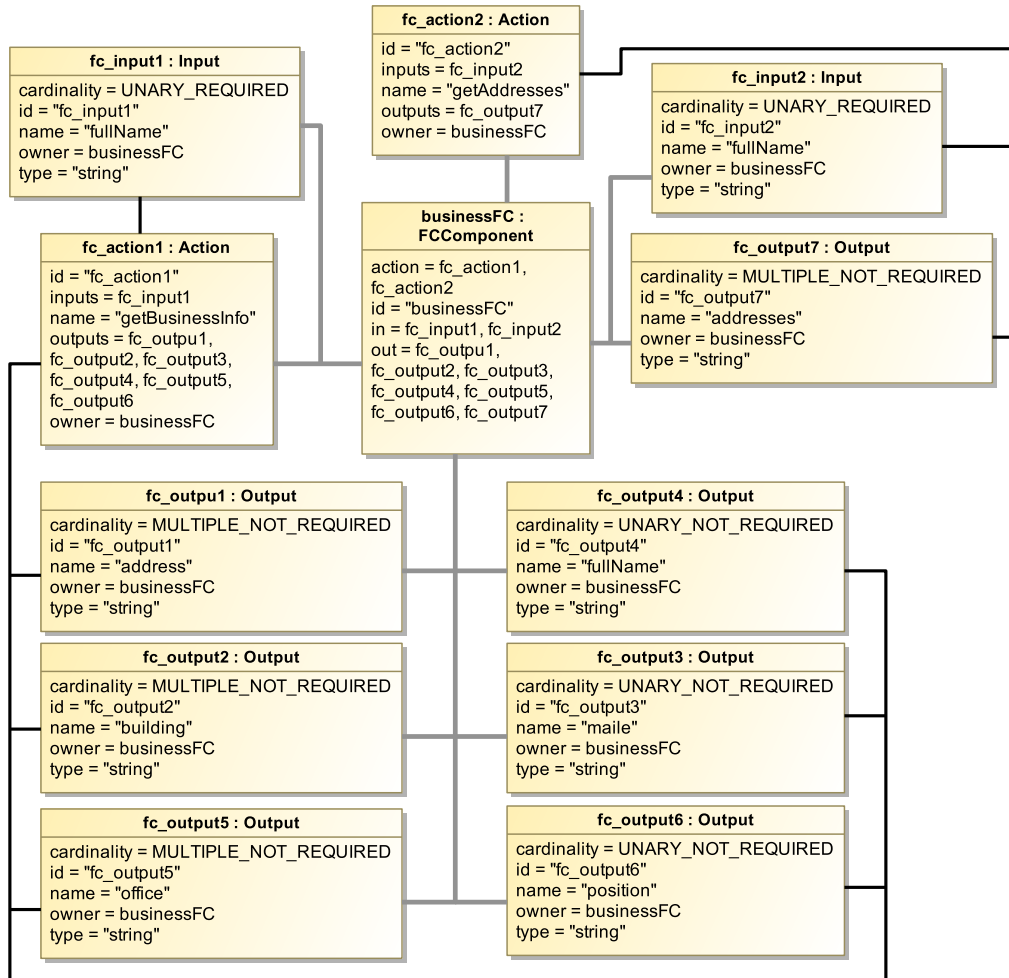 fc_action2 : Action
id = "fc_action2"
inputs = fc_input2
name = "getAddresses"
outputs = fc_output7
owner = businessFC
fc_input1 : Input
cardinality = UNARY_REQUIRED
id = "fc_input1"
name = "fullName"
owner = businessFC
type = "string"
fc_input2 : Input
cardinality = UNARY_REQUIRED
id = "fc_input2"
name = "fullName"
owner = businessFC
type = "string"
fc_action1 : Action
id = "fc_action1"
inputs = fc_input1
name = "getBusinessInfo"
outputs = fc_outpu1,
fc_output2, fc_output3,
fc_output4, fc_output5,
fc_output6
owner = businessFC
businessFC :
FCComponent
action = fc_action1,
fc_action2
id = "businessFC"
in = fc_input1, fc_input2
out = fc_outpu1,
fc_output2, fc_output3,
fc_output4, fc_output5,
fc_output6, fc_output7
fc_output7 : Output
cardinality = MULTIPLE_NOT_REQUIRED
id = "fc_output7"
name = "addresses"
owner = businessFC
type = "string"
fc_outpu1 : Output
cardinality = MULTIPLE_NOT_REQUIRED
id = "fc_output1"
name = "address"
owner = businessFC
type = "string"
fc_output4 : Output
cardinality = UNARY_NOT_REQUIRED
id = "fc_output4"
name = "fullName"
owner = businessFC
type = "string"
fc_output2 : Output
cardinality = MULTIPLE_NOT_REQUIRED
id = "fc_output2"
name = "building"
owner = businessFC
type = "string"
fc_output3 : Output
cardinality = UNARY_NOT_REQUIRED
id = "fc_output3"
name = "maile"
owner = businessFC
type = "string"
fc_output5 : Output
cardinality = MULTIPLE_NOT_REQUIRED
id = "fc_output5"
name = "office"
owner = businessFC
type = "string"
fc_output6 : Output
cardinality = UNARY_NOT_REQUIRED
id = "fc_output6"
name = "position"
owner = businessFC
type = "string"